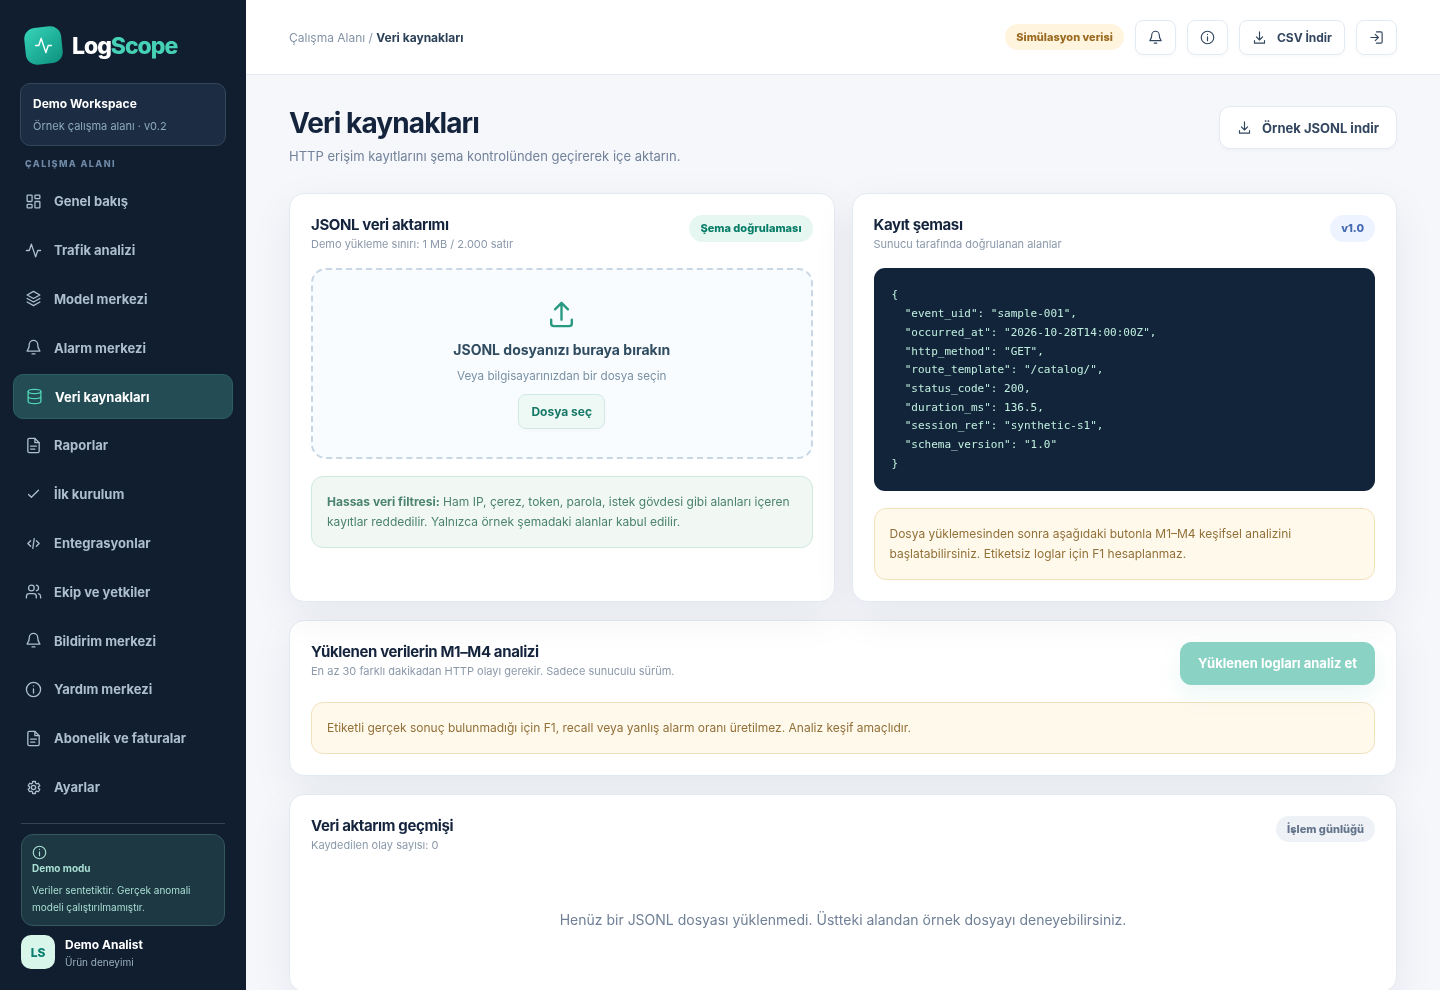 LogScope
Demo Workspace
Örnek çalışma alanı · v0.2
ÇALIŞMA ALANI
Genel bakış
Trafik analizi
Model merkezi
Alarm merkezi
Veri kaynakları
Raporlar
İlk kurulum
Entegrasyonlar
Ekip ve yetkiler
Bildirim merkezi
Yardım merkezi
Abonelik ve faturalar
Ayarlar
Demo modu
Veriler sentetiktir. Gerçek anomali
modeli çalıştırılmamıştır.
LS
Demo Analist
Ürün deneyimi
Çalışma Alanı / Veri kaynakları
Simülasyon verisi
CSV İndir
Veri kaynakları
HTTP erişim kayıtlarını şema kontrolünden geçirerek içe aktarın.
Örnek JSONL indir
JSONL veri aktarımı
Demo yükleme sınırı: 1 MB / 2.000 satır
Şema doğrulaması
JSONL dosyanızı buraya bırakın
Veya bilgisayarınızdan bir dosya seçin
Dosya seç
Hassas veri filtresi: Ham IP, çerez, token, parola, istek gövdesi gibi alanları içeren
kayıtlar reddedilir. Yalnızca örnek şemadaki alanlar kabul edilir.
Kayıt şeması
Sunucu tarafında doğrulanan alanlar
v1.0
{
"event_uid": "sample-001",
"occurred_at": "2026-10-28T14:00:00Z",
"http_method": "GET",
"route_template": "/catalog/",
"status_code": 200,
"duration_ms": 136.5,
"session_ref": "synthetic-s1",
"schema_version": "1.0"
}
Dosya yüklemesinden sonra aşağıdaki butonla M1–M4 keşifsel analizini
başlatabilirsiniz. Etiketsiz loglar için F1 hesaplanmaz.
Yüklenen verilerin M1–M4 analizi
En az 30 farklı dakikadan HTTP olayı gerekir. Sadece sunuculu sürüm.
Yüklenen logları analiz et
Etiketli gerçek sonuç bulunmadığı için F1, recall veya yanlış alarm oranı üretilmez. Analiz keşif amaçlıdır.
Veri aktarım geçmişi
Kaydedilen olay sayısı: 0
İşlem günlüğü
Henüz bir JSONL dosyası yüklenmedi. Üstteki alandan örnek dosyayı deneyebilirsiniz.